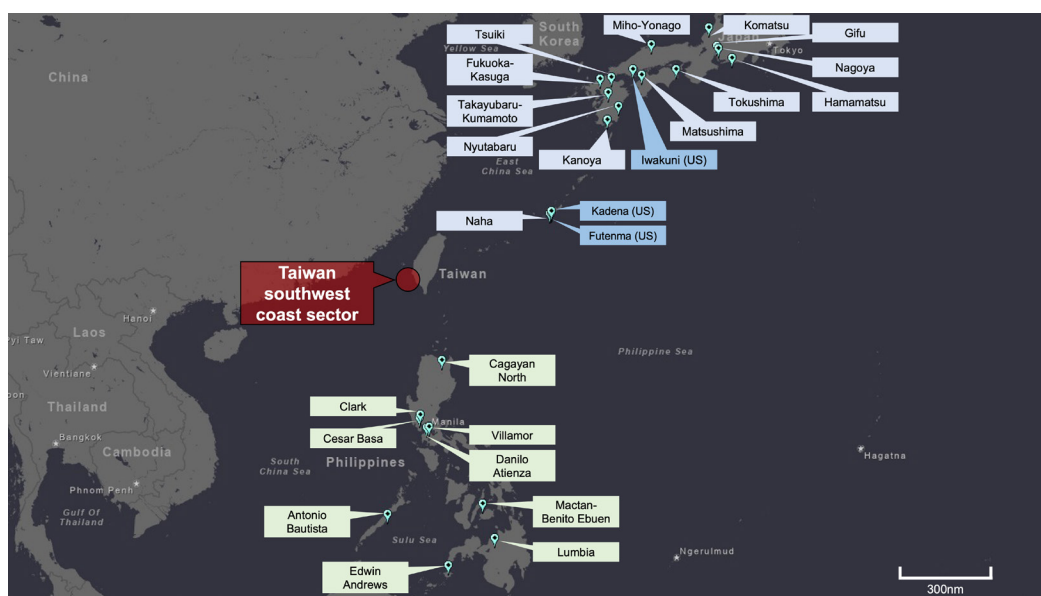 South
Korea
Miho-Yonago
Komatsu
Japan
Gifu
Tsuiki
Yellow Sea
Tokyo
China
Fukuoka-
Kasuga
Nagoya
Takayubaru-
Kumamoto
Tokushima
Hamamatsu
Matsushima
Nyutabaru
Kanoya
Iwakuni (US)
East
China Sea
Naha
Kadena (US)
Futenma (US)
Taiwan
southwest
coast sector
Taiwan
Hanoi
Laos
Pyi Taw
Vientiane
Philippine Sea
Cagayan
North
Thailand
Clark
Manila
Cesar Basa
Villamor
Bangkok
Cambodia
South
China Sea
Philippines
Danilo
Atienza
Hagatna
Phnom Penh
Gulf Of
Thailand
Antonio
Bautista
Mactan-
Benito Ebuen
Sulu Sea
Lumbia
Ngerulmud
Edwin
Andrews
300nm